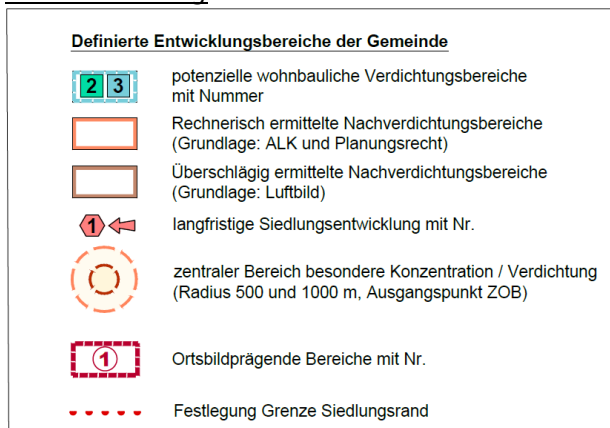 Definierte Entwicklungsbereiche der Gemeinde
2 3 potenzielle wohnbauliche Verdichtungsbereiche
mit Nummer
Rechnerisch ermittelte Nachverdichtungsbereiche
(Grundlage: ALK und Planungsrecht)
Überschlägig ermittelte Nachverdichtungsbereiche
(Grundlage: Luftbild)
1 langfristige Siedlungsentwicklung mit Nr.
zentraler Bereich besondere Konzentration / Verdichtung
(Radius 500 und 1000 m, Ausgangspunkt ZOB)
1 Ortsbildprägende Bereiche mit Nr.
Festlegung Grenze Siedlungsrand